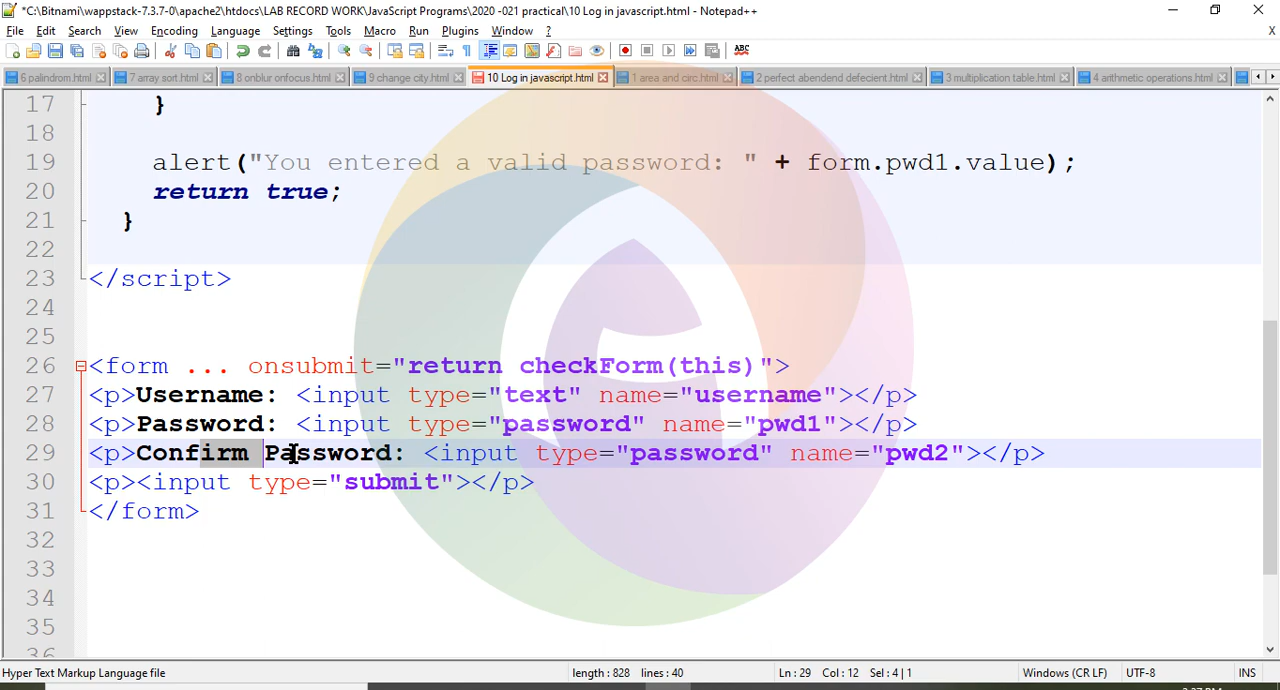 *C:\Bitnami\wappstack-7.3.7-0\apache2\htdocs\LAB RECORD WORK\JavaScript Programs\2020 -021 practical\10 Log in javascript.html - Notepad++
File Edit Search View Encoding Language Settings Tools Macro Run Plugins Window ? X
6 palindrom.html 7 array sort.html 8 onblur onfocus.html 9 change city.html 10 Log in javascript.html 1 area and circ.html 2 perfect abendend defecient.html 3 multiplication table.html 4 arithmetic operations.html
17 }
18
19 alert("You entered a valid password: " + form.pwd1.value);
20 return true;
21 }
22
23 </script>
24
25
26 <form ... onsubmit="return checkForm(this)">
27 <p>Username: <input type="text" name="username"></p>
28 <p>Password: <input type="password" name="pwd1"></p>
29 <p>Confirm Password: <input type="password" name="pwd2"></p>
30 <p><input type="submit"></p>
31 </form>
32
33
34
35
36
Hyper Text Markup Language file length : 828 lines : 40 Ln : 29 Col : 12 Sel : 4 | 1 Windows (CR LF) UTF-8 INS